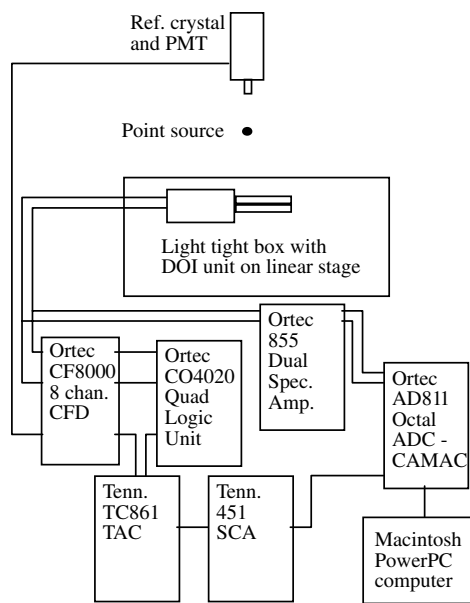 Ref. crystal
and PMT
Point source
Light tight box with
DOI unit on linear stage
Ortec
CF8000
8 chan.
CFD
Ortec
CO4020
Quad
Logic
Unit
Ortec
855
Dual
Spec.
Amp.
Ortec
AD811
Octal
ADC -
CAMAC
Tenn.
TC861
TAC
Tenn.
451
SCA
Macintosh
PowerPC
computer